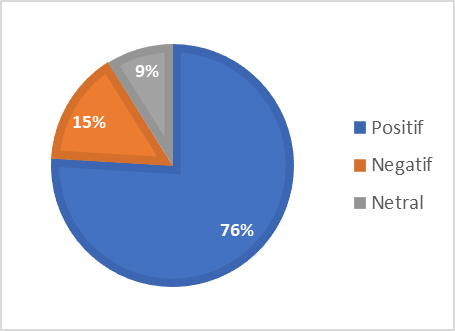 9%
15%
76%
Positif
Negatif
Netral